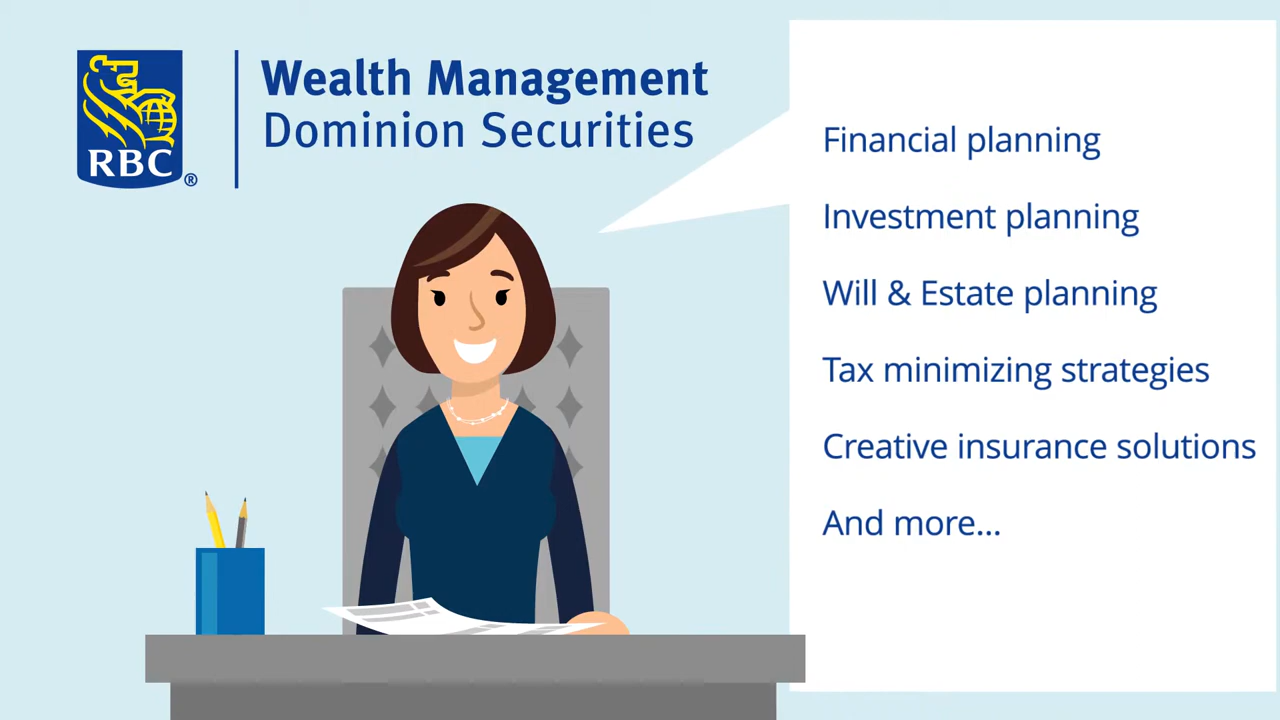 Wealth Management
Dominion Securities
RBC®
Financial planning
Investment planning
Will & Estate planning
Tax minimizing strategies
Creative insurance solutions
And more...